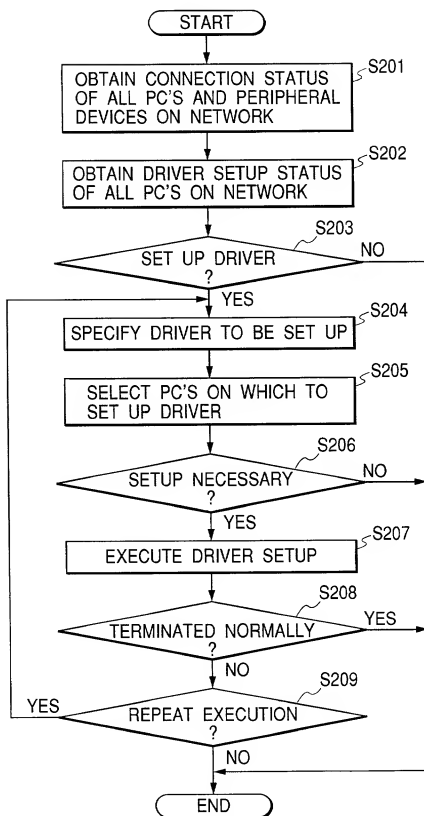 START
S201
OBTAIN CONNECTION STATUS
OF ALL PC'S AND PERIPHERAL
DEVICES ON NETWORK
S202
OBTAIN DRIVER SETUP STATUS
OF ALL PC'S ON NETWORK
S203
SET UP DRIVER
?
NO
YES
S204
SPECIFY DRIVER TO BE SET UP
S205
SELECT PC'S ON WHICH TO
SET UP DRIVER
S206
SETUP NECESSARY
?
NO
YES
S207
EXECUTE DRIVER SETUP
S208
TERMINATED NORMALLY
?
YES
NO
S209
YES
REPEAT EXECUTION
?
NO
END